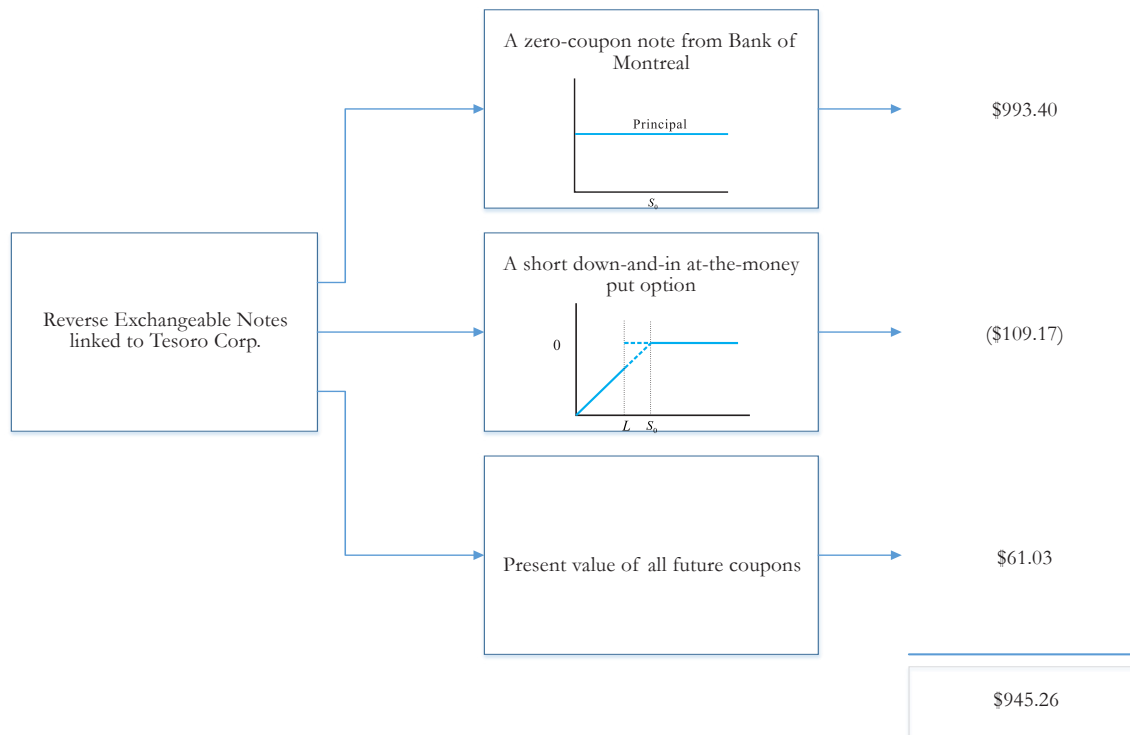 A zero-coupon note from Bank of
Montreal
Principal
S₀
$993.40
Reverse Exchangeable Notes
linked to Tesoro Corp.
A short down-and-in at-the-money
put option
0
L S₀
($109.17)
Present value of all future coupons
$61.03
$945.26